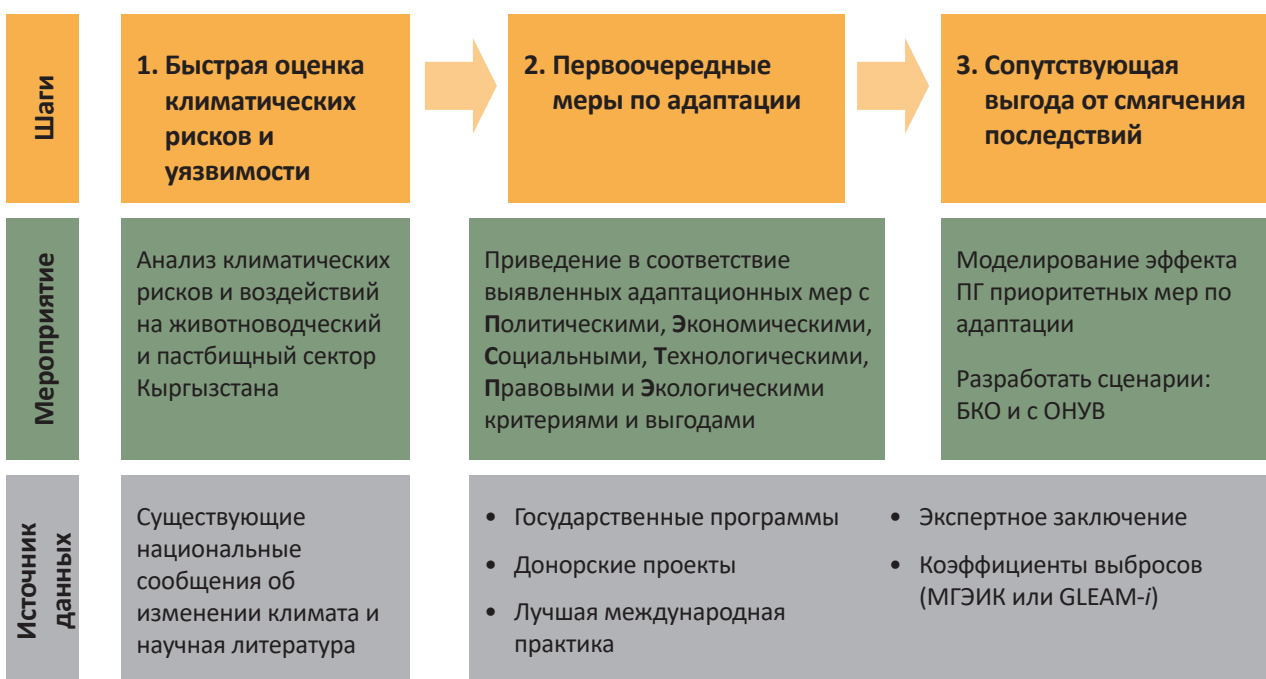 Шаги
1. Быстрая оценка
климатических
рисков и
уязвимости
2. Первоочередные
меры по адаптации
3. Сопутствующая
выгода от смягчения
последствий
Мероприятие
Анализ климатических
рисков и воздействий
на животноводческий
и пастбищный сектор
Кыргызстана
Приведение в соответствие
выявленных адаптационных мер с
Политическими, Экономическими,
Социальными, Технологическими,
Правовыми и Экологическими
критериями и выгодами
Моделирование эффекта
ПГ приоритетных мер по
адаптации
Разработать сценарии:
БКО и с ОНУВ
Источник
данных
Существующие
национальные
сообщения об
изменении климата и
научная литература
• Государственные программы
• Донорские проекты
• Лучшая международная
практика
• Экспертное заключение
• Коэффициенты выбросов
(МГЭИК или GLEAM-i)